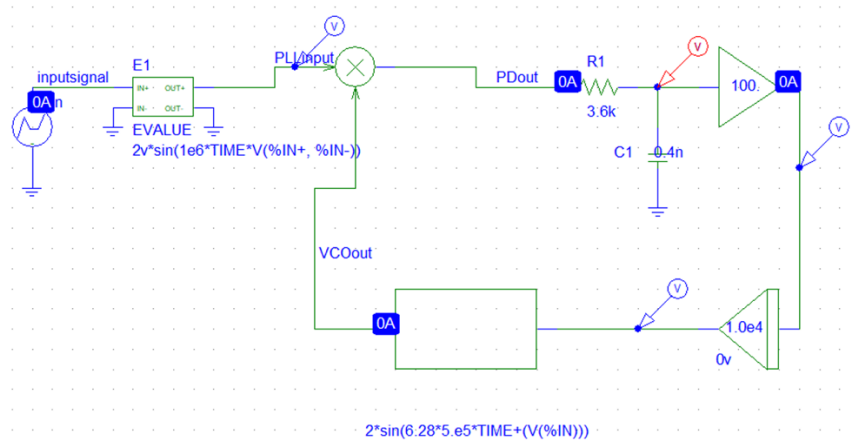 V
PLLinput
E1
inputsignal
IN+ OUT+
IN- OUT-
0A
EVALUATE
2v*sin(1e6*TIME*V(%IN+, %IN-))
PDout
0A
R1
3.6k
V
100.
0A
C1
0.4n
V
VCOout
0A
V
1.0e4
0v
2*sin(6.28*5.e5*TIME+(V(%IN)))